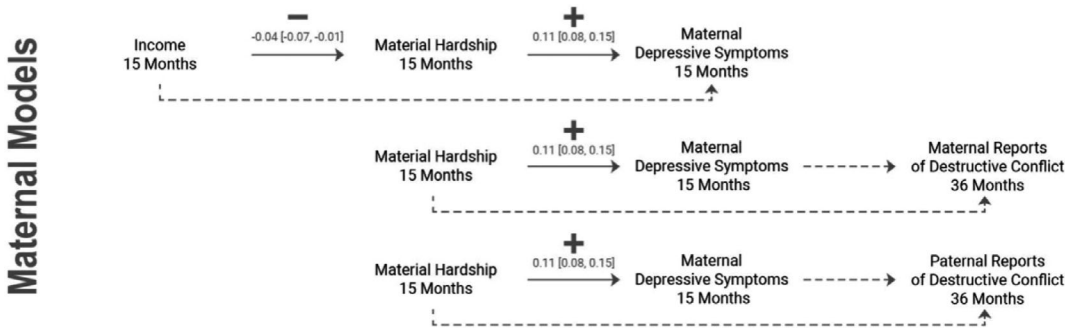 Maternal Models
−
+
-0.04 [-0.07, -0.01]
0.11 [0.08, 0.15]
Income
15 Months
Material Hardship
15 Months
Maternal
Depressive Symptoms
15 Months
+
0.11 [0.08, 0.15]
Material Hardship
15 Months
Maternal
Depressive Symptoms
15 Months
Maternal Reports
of Destructive Conflict
36 Months
+
0.11 [0.08, 0.15]
Material Hardship
15 Months
Maternal
Depressive Symptoms
15 Months
Paternal Reports
of Destructive Conflict
36 Months